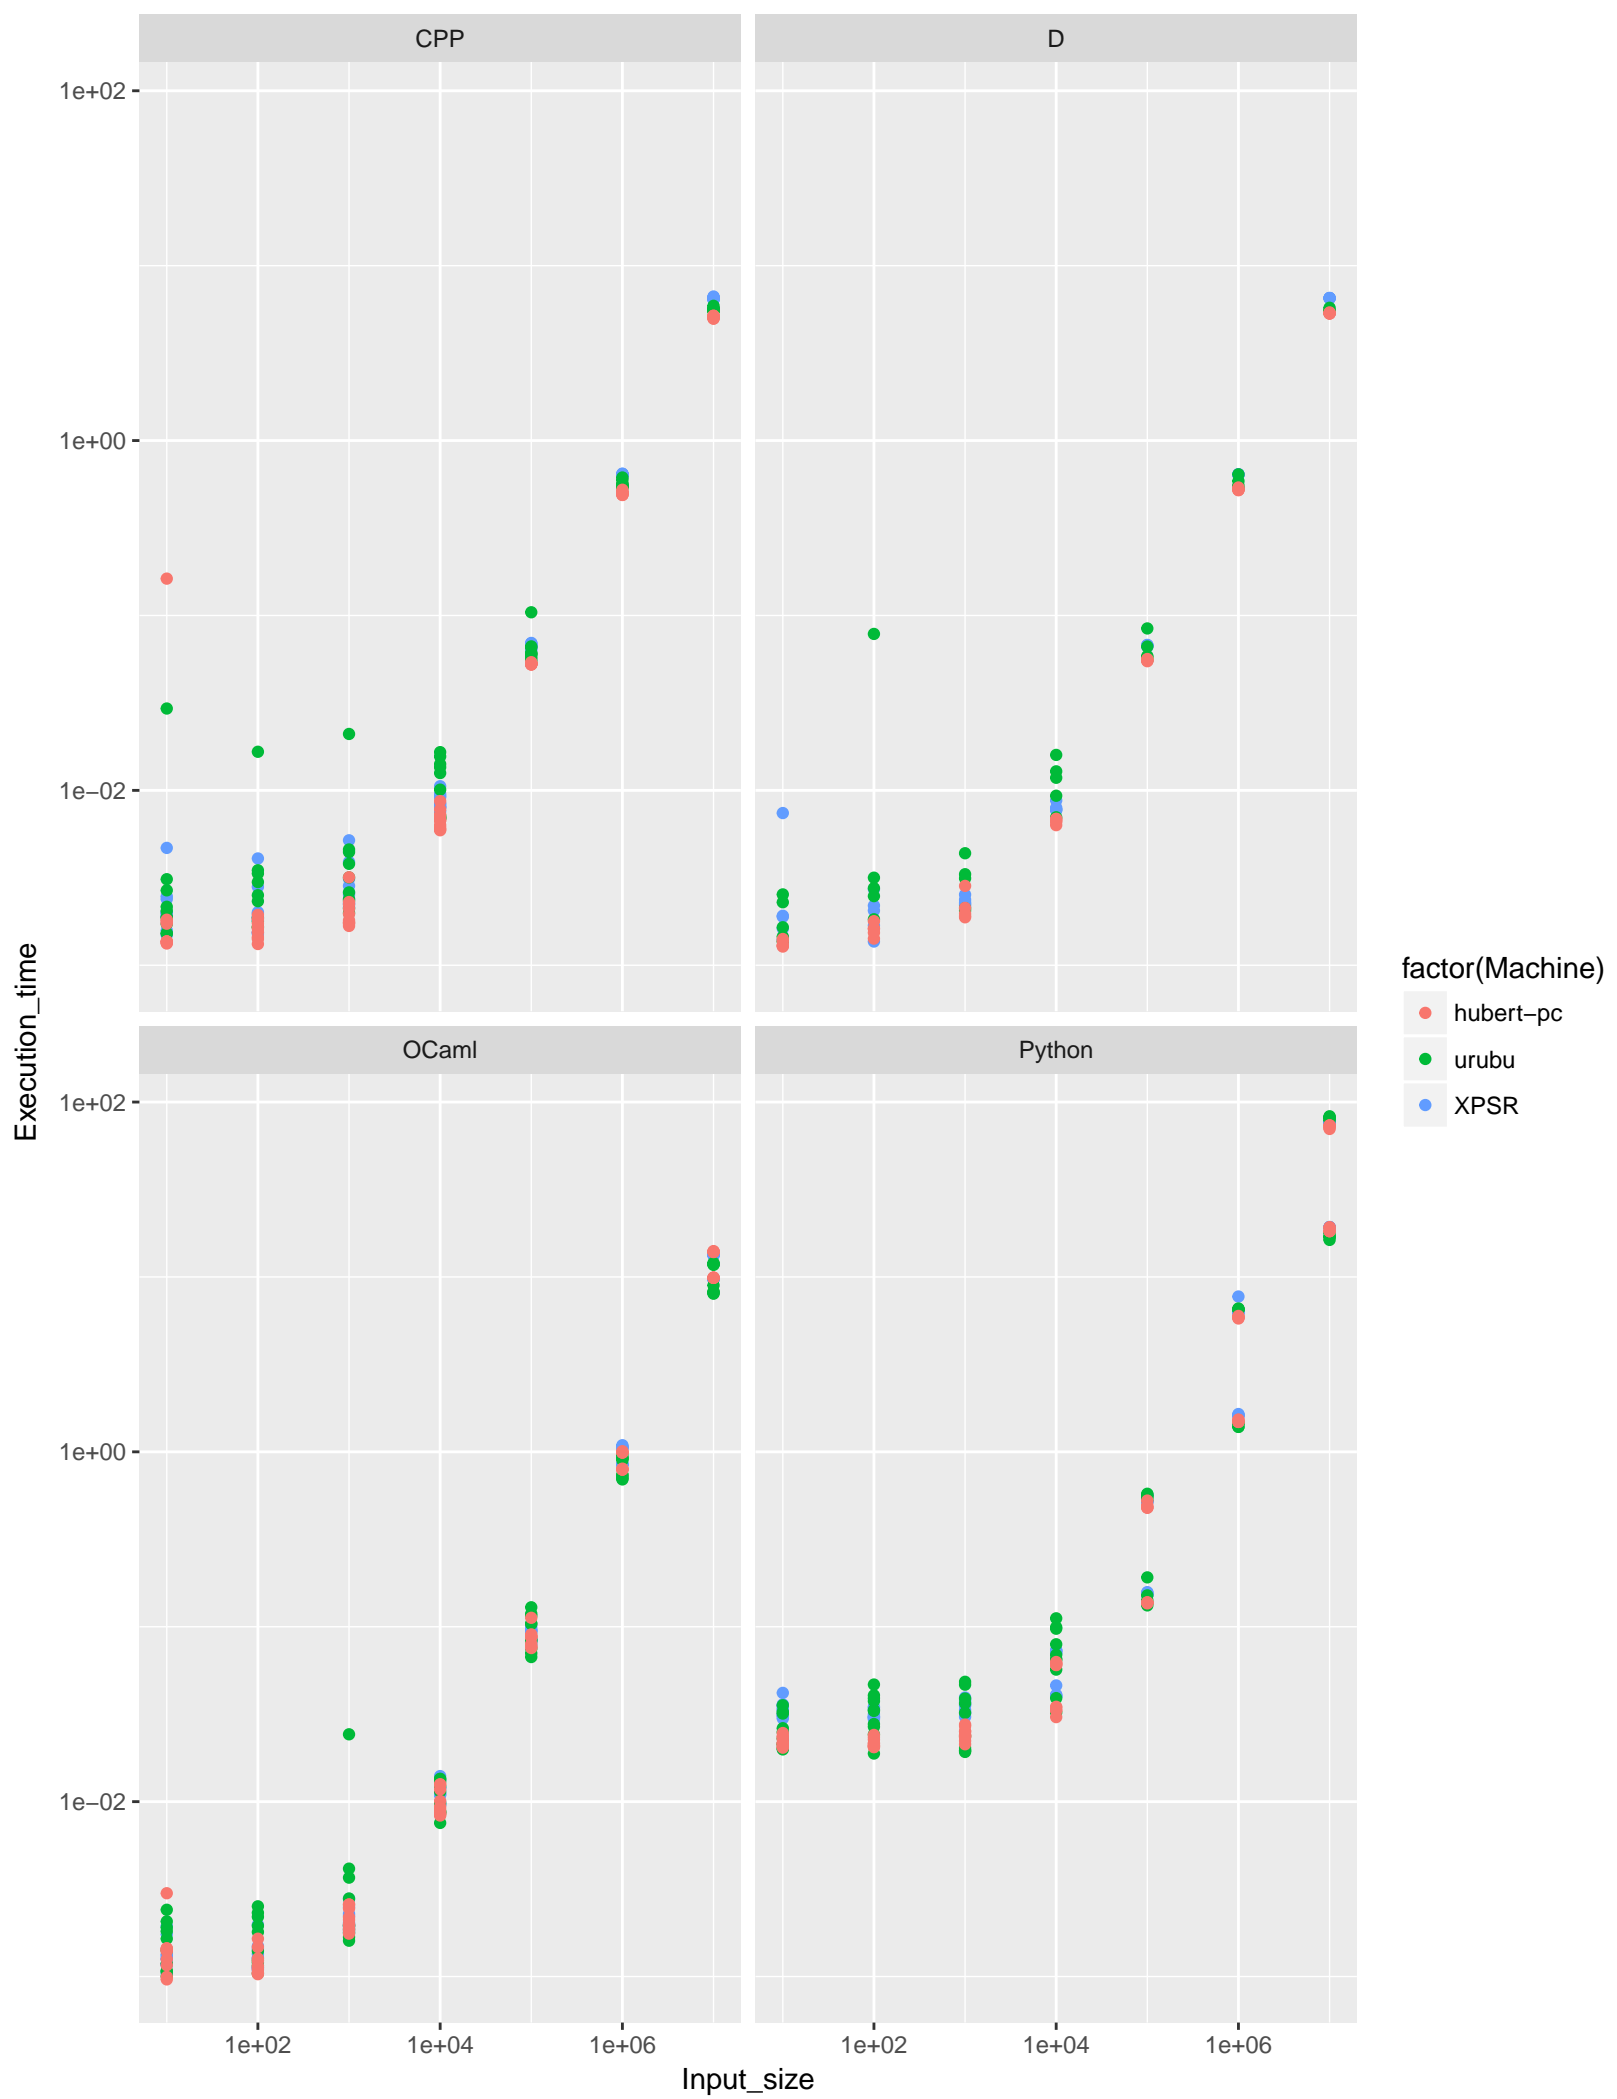 CPP
D
1e+02
1e+00
1e−02
OCaml
Python
1e+02
1e+00
1e−02
1e+02
1e+04
1e+06
1e+02
1e+04
1e+06
Input_size
Execution_time
factor(Machine)
hubert−pc
urubu
XPSR